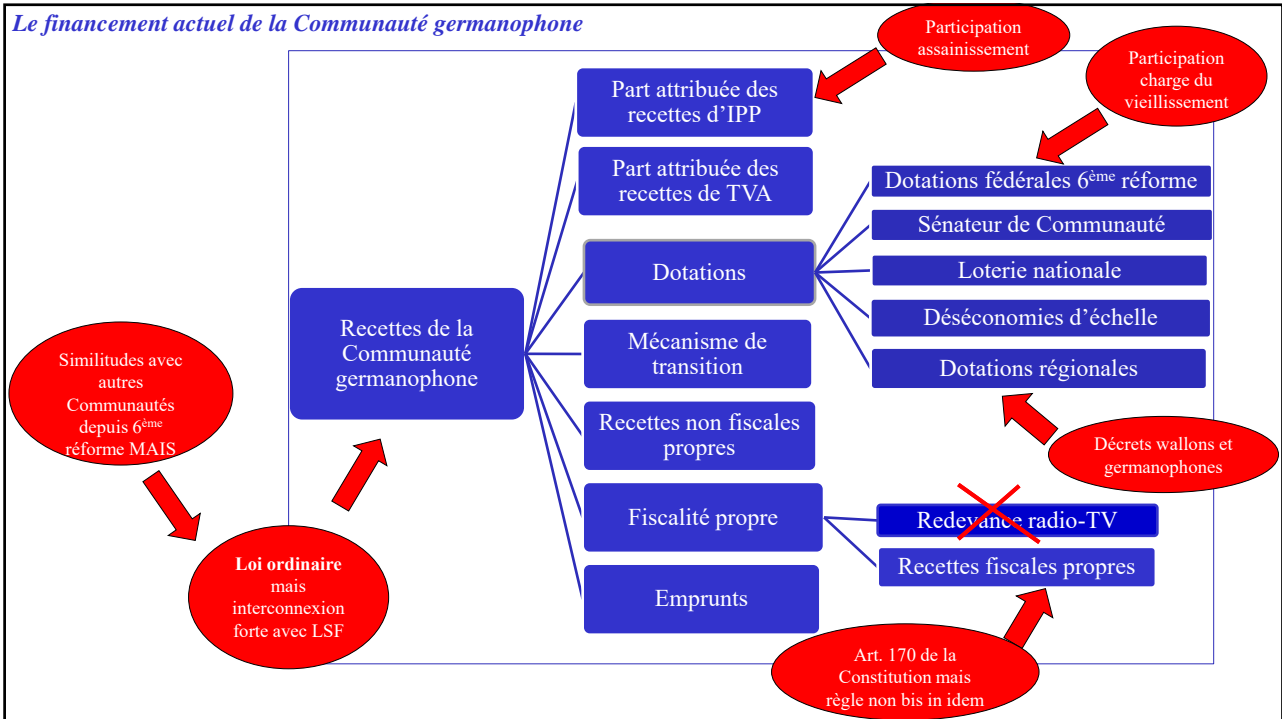 Le financement actuel de la Communauté germanophone
Participation
assainissement
Participation
charge du
vieillissement
Part attribuée des
recettes d’IPP
Part attribuée des
recettes de TVA
Dotations fédérales 6ème réforme
Sénateur de Communauté
Dotations
Loterie nationale
Déséconomies d’échelle
Dotations régionales
Recettes de la
Communauté
germanophone
Mécanisme de
transition
Similitudes avec
autres
Communautés
depuis 6ème
réforme MAIS
Recettes non fiscales
propres
Décrets wallons et
germanophones
Fiscalité propre
Redevance radio-TV
Recettes fiscales propres
Loi ordinaire
mais
interconnexion
forte avec LSF
Emprunts
Art. 170 de la
Constitution mais
règle non bis in idem